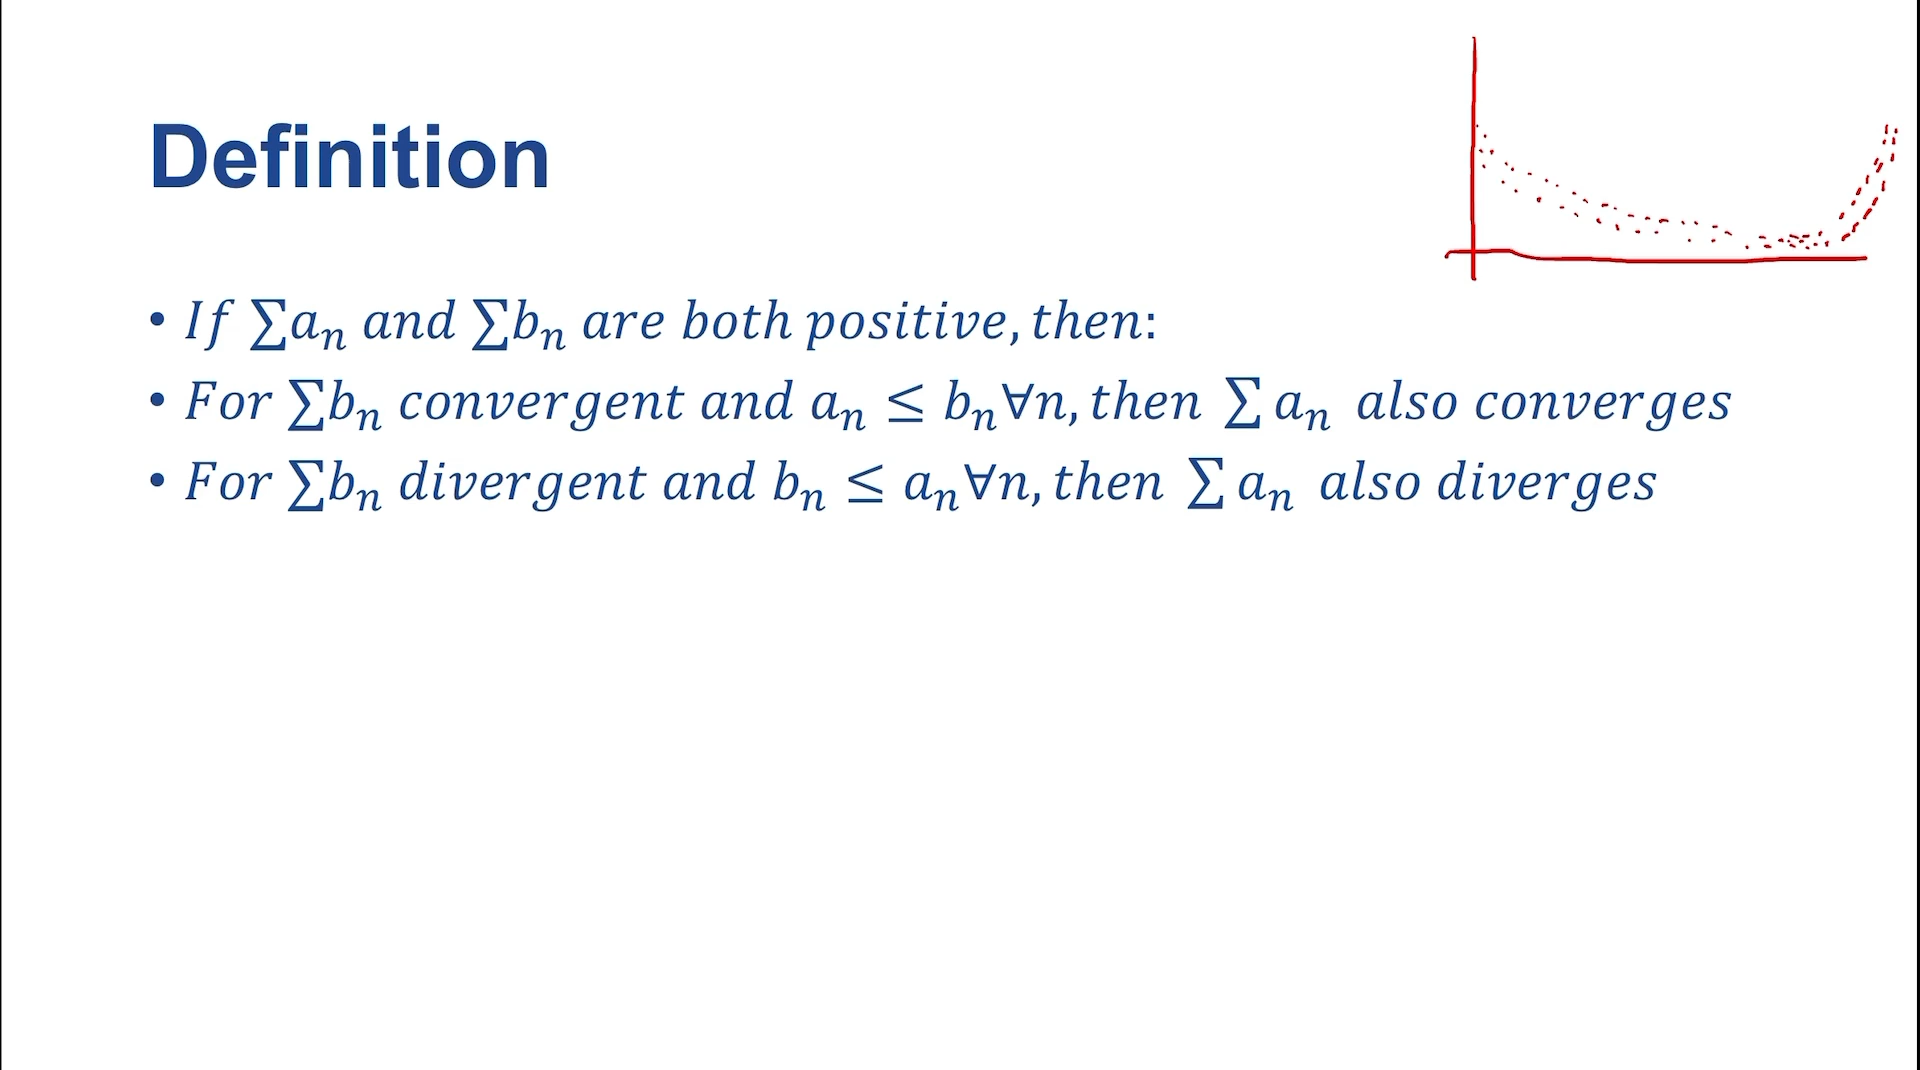 Definition
• If ∑aₙ and ∑bₙ are both positive, then:
• For ∑bₙ convergent and aₙ ≤ bₙ∀n, then ∑ aₙ also converges
• For ∑bₙ divergent and bₙ ≤ aₙ∀n, then ∑ aₙ also diverges